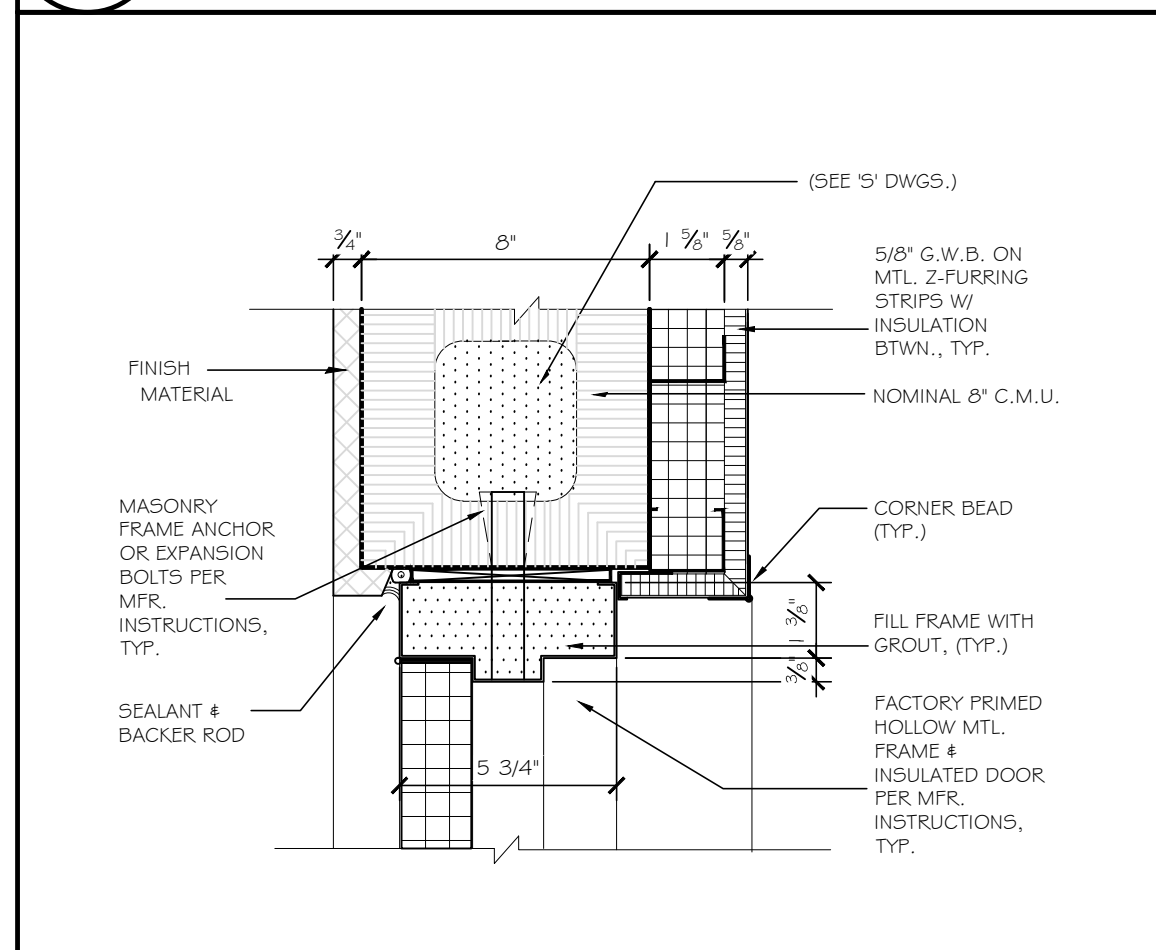 (SEE 'S' DWGS.)
3/4"
8"
1 5/8"
5/8"
5/8" G.W.B. ON
MTL. Z-FURRING
STRIPS W/
INSULATION
BTWN., TYP.
FINISH
MATERIAL
NOMINAL 8" C.M.U.
MASONRY
FRAME ANCHOR
OR EXPANSION
BOLTS PER
MFR.
INSTRUCTIONS,
TYP.
CORNER BEAD
(TYP.)
1 3/8"
3/8"
FILL FRAME WITH
GROUT, (TYP.)
SEALANT &
BACKER ROD
5 3/4"
FACTORY PRIMED
HOLLOW MTL.
FRAME &
INSULATED DOOR
PER MFR.
INSTRUCTIONS,
TYP.